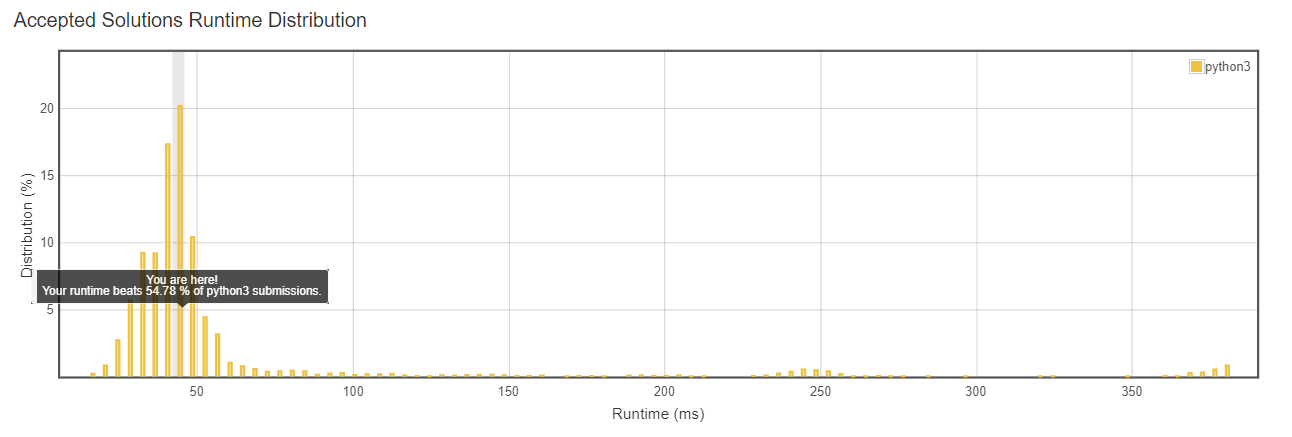 Accepted Solutions Runtime Distribution
python3
20
15
10
5
Distribution (%)
You are here!
Your runtime beats 54.78 % of python3 submissions.
50
100
150
200
250
300
350
Runtime (ms)